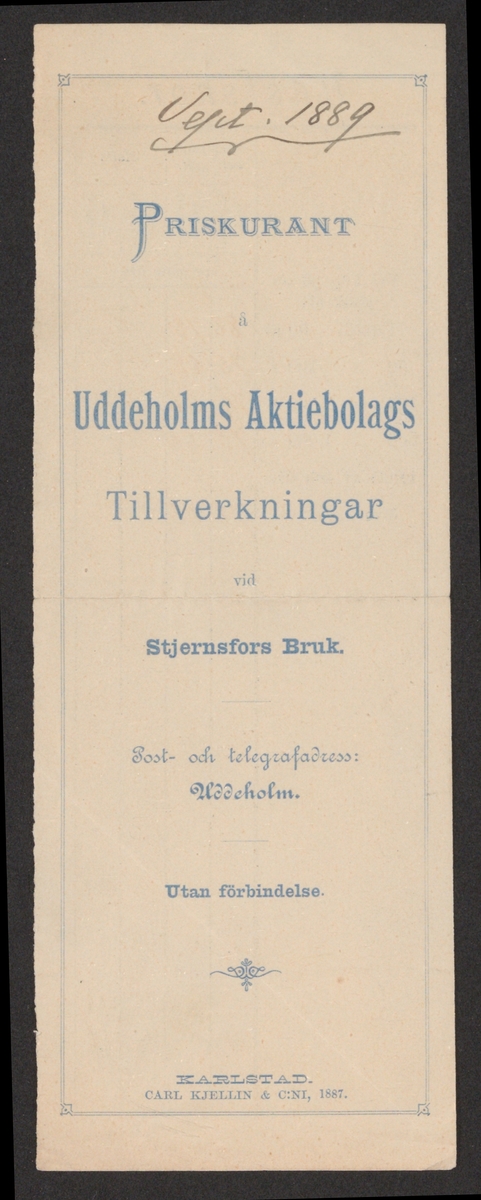 Sept. 1889
PRISKURANT
å
Uddeholms Aktiebolags
Tillverkningar
vid
Stjernsfors Bruk.
Post- och telegrafadress:
Uddeholm.
Utan förbindelse.
KARLSTAD.
CARL KJELLIN & C:NI, 1887.